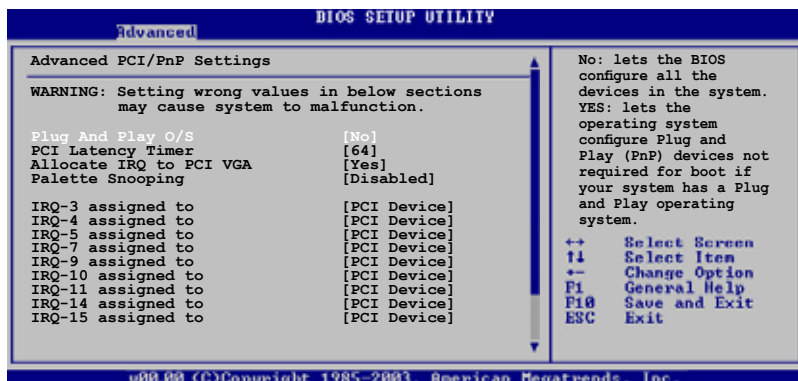 BIOS SETUP UTILITY
Advanced
Advanced PCI/PnP Settings
WARNING: Setting wrong values in below sections
may cause system to malfunction.
Plug And Play O/S [No]
PCI Latency Timer [64]
Allocate IRQ to PCI VGA [Yes]
Palette Snooping [Disabled]
IRQ-3 assigned to [PCI Device]
IRQ-4 assigned to [PCI Device]
IRQ-5 assigned to [PCI Device]
IRQ-7 assigned to [PCI Device]
IRQ-9 assigned to [PCI Device]
IRQ-10 assigned to [PCI Device]
IRQ-11 assigned to [PCI Device]
IRQ-14 assigned to [PCI Device]
IRQ-15 assigned to [PCI Device]
No: lets the BIOS
configure all the
devices in the system.
YES: lets the
operating system
configure Plug and
Play (PnP) devices not
required for boot if
your system has a Plug
and Play operating
system.
↔ Select Screen
↑↓ Select Item
+- Change Option
F1 General Help
F10 Save and Exit
ESC Exit
v00.00 (C)Copyright 1985-2003, American Megatrends, Inc.